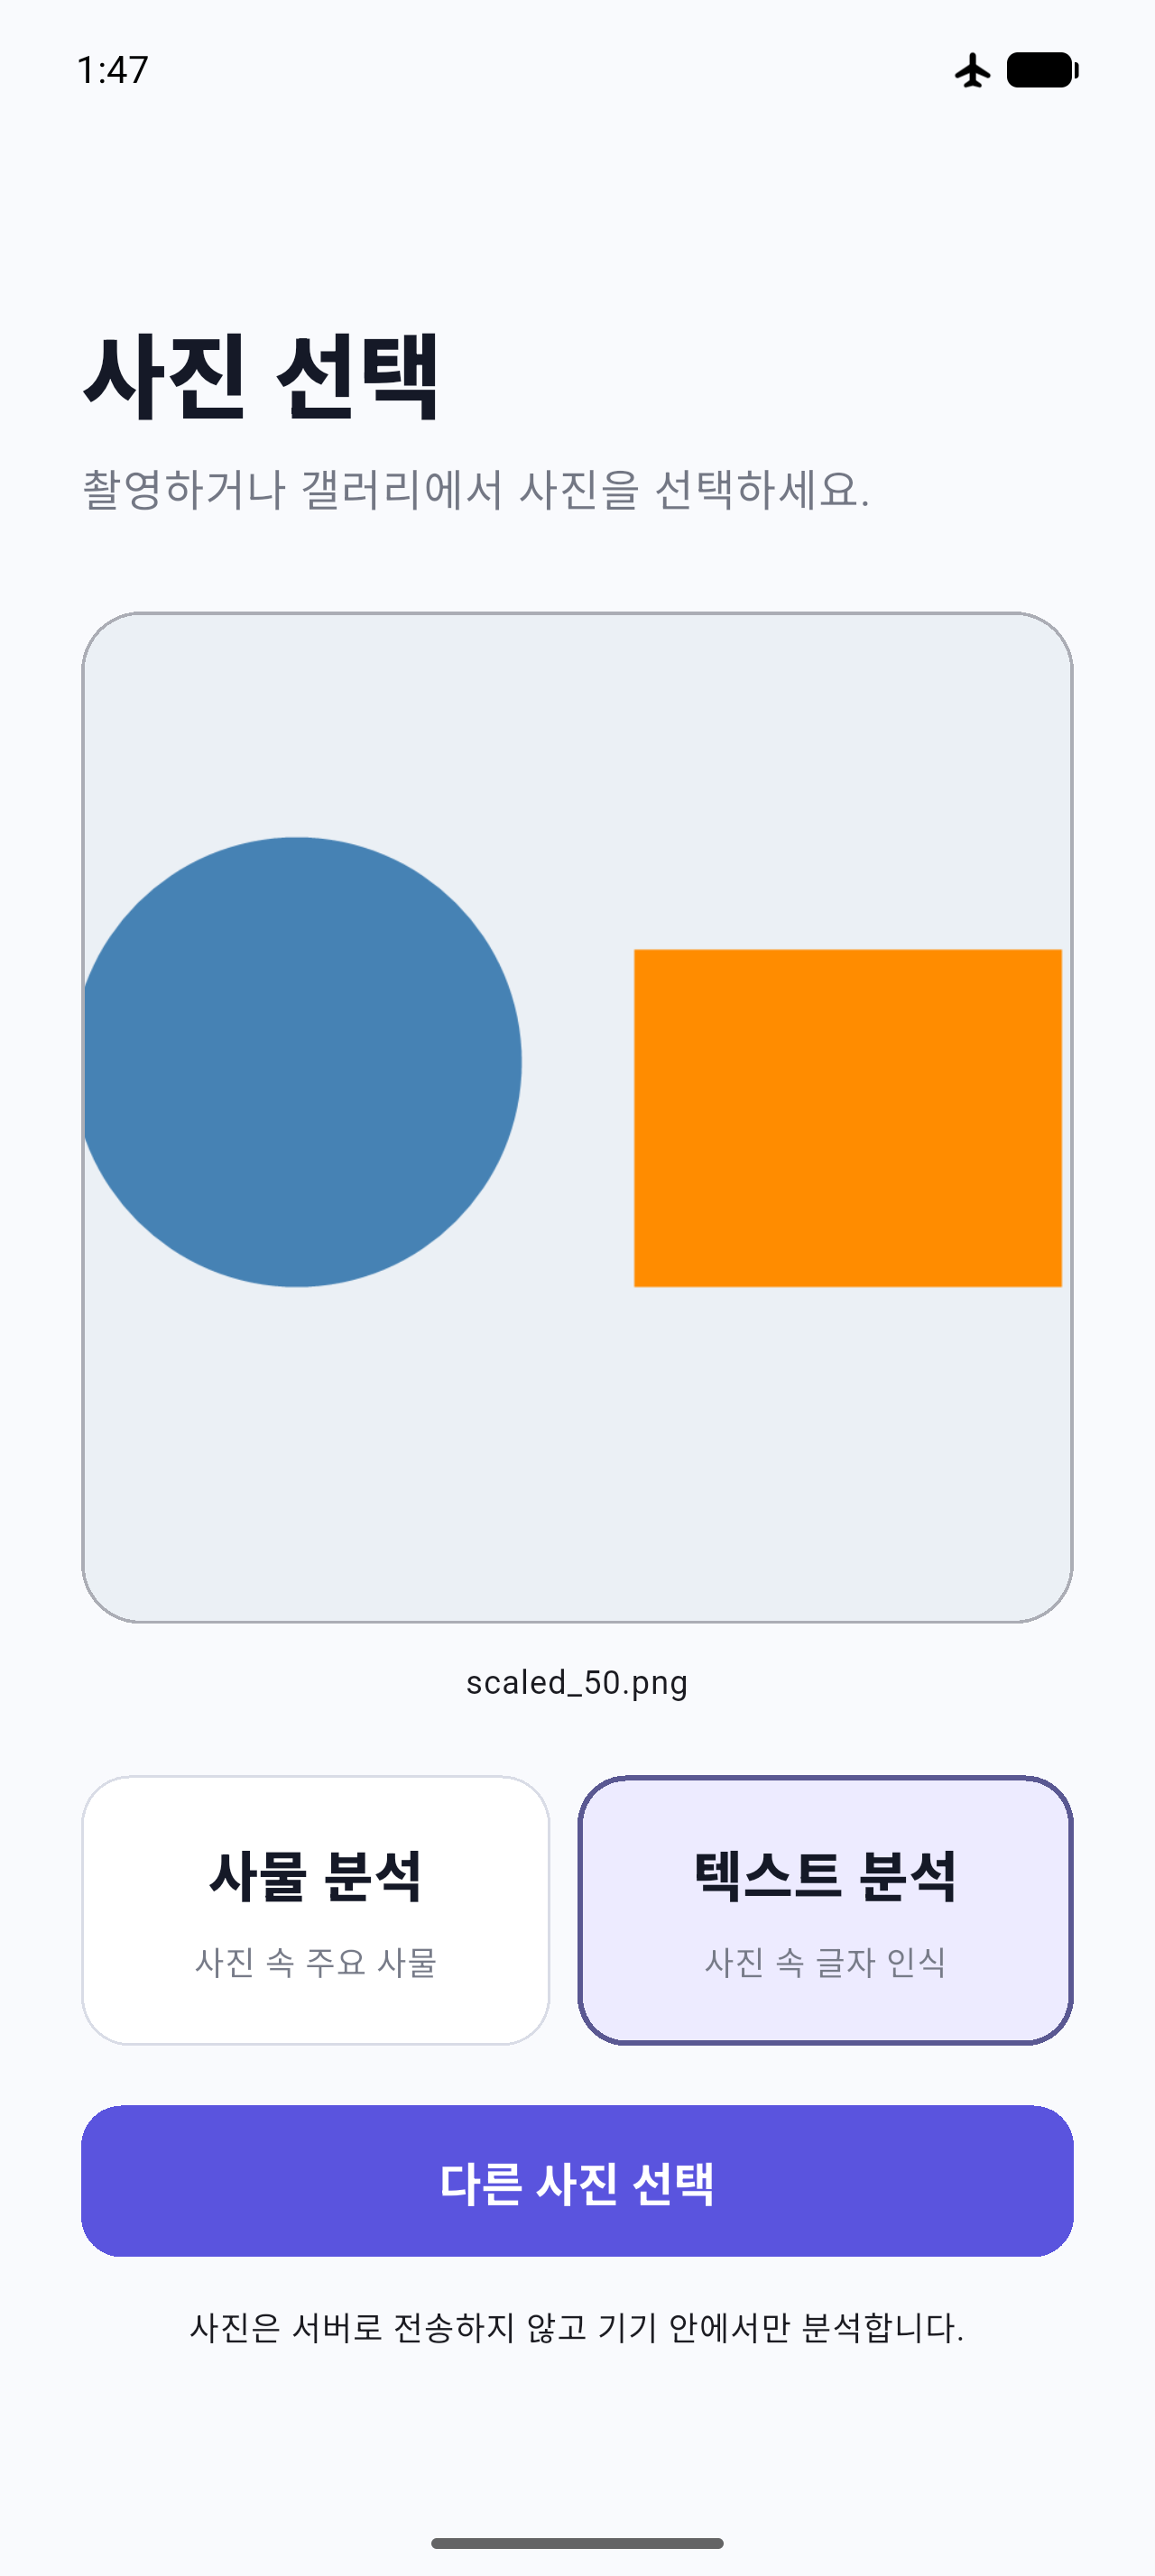 1:47
사진 선택
촬영하거나 갤러리에서 사진을 선택하세요.
scaled_50.png
사물 분석
사진 속 주요 사물
텍스트 분석
사진 속 글자 인식
다른 사진 선택
사진은 서버로 전송하지 않고 기기 안에서만 분석합니다.